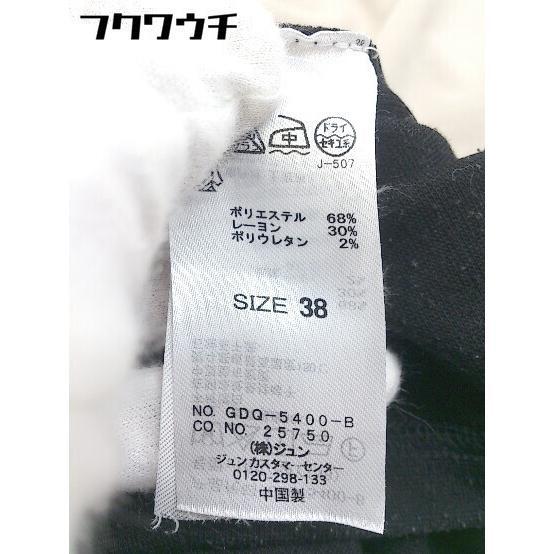 フクワウチ
中
ドライ
セキユ系
J-507
ポリエステル 68%
レーヨン 30%
ポリウレタン 2%
SIZE 38
NO. GDQ-5400-B
CO. NO. 25750
(株)ジュン
ジュンカスタマーセンター
0120-298-133
中国製